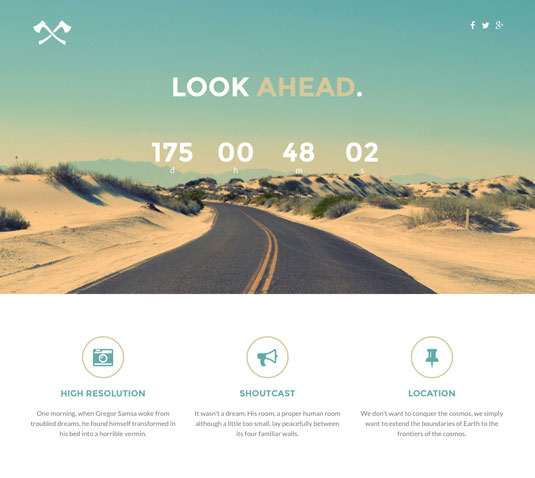 LOOK AHEAD.
175 00 48 02
d h m s
HIGH RESOLUTION
One morning, when Gregor Samsa woke from
troubled dreams, he found himself transformed in
his bed into a horrible vermin.
SHOUTCAST
It wasn't a dream. His room, a proper human room
although a little too small, lay peacefully between
its four familiar walls.
LOCATION
We don't want to conquer the cosmos, we simply
want to extend the boundaries of Earth to the
frontiers of the cosmos.